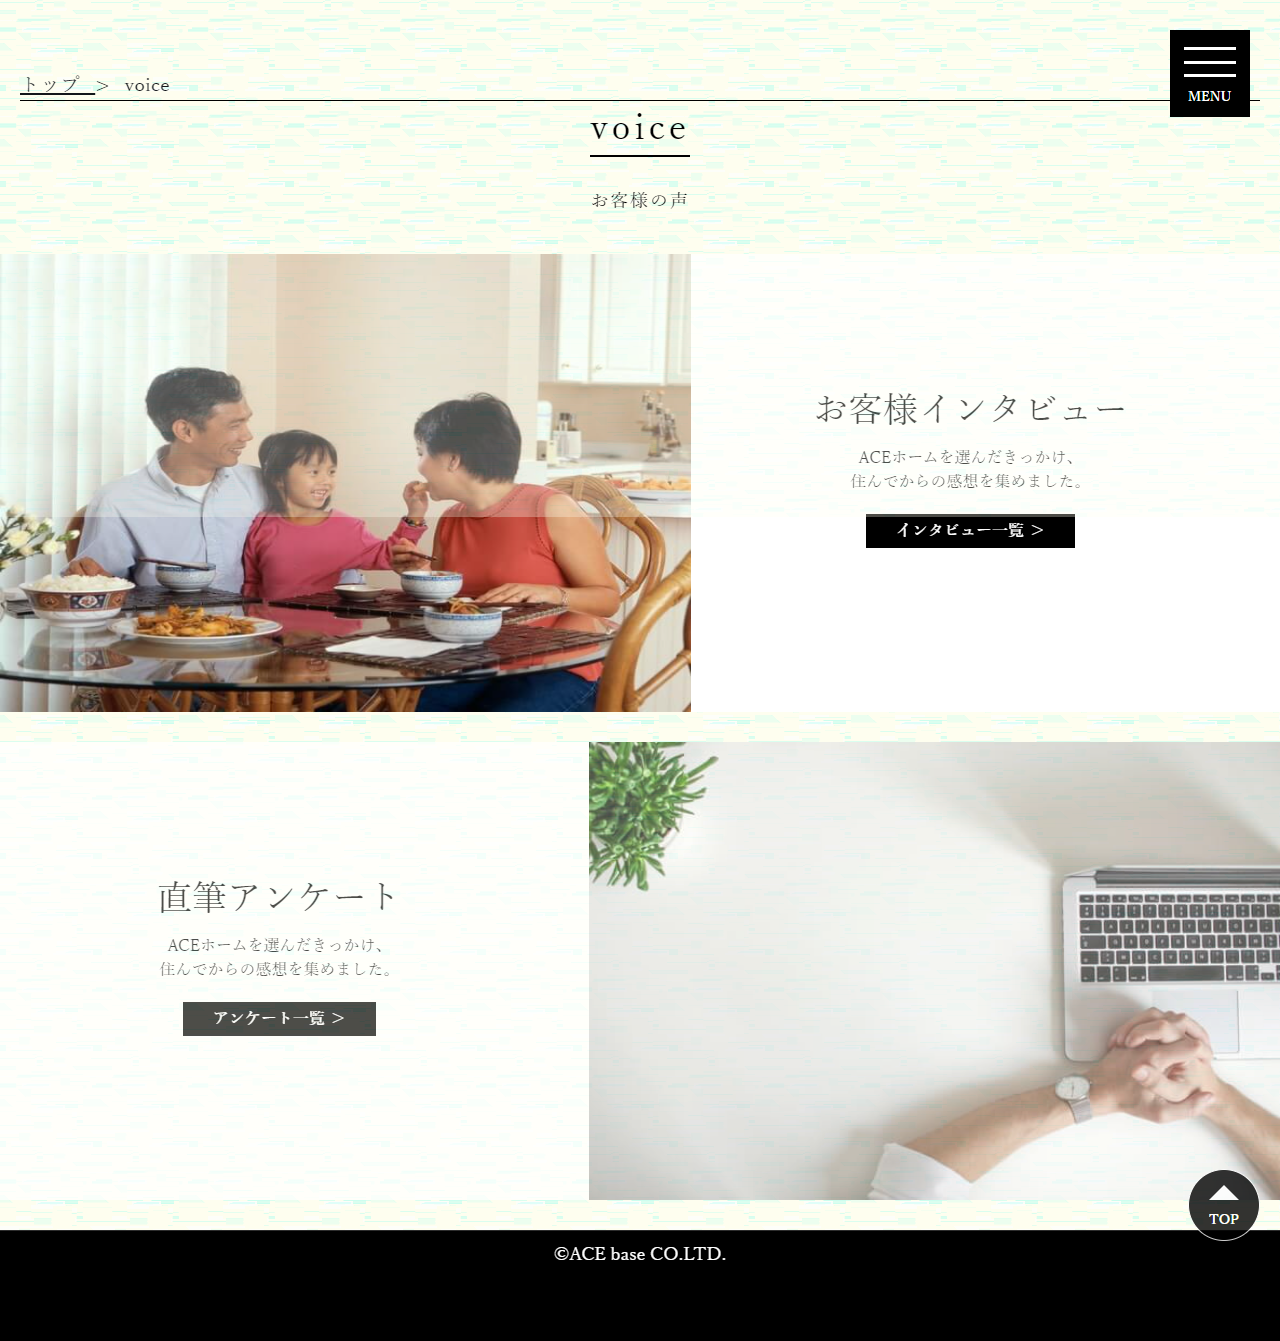 MENU
トップ > voice
voice
お客様の声
お客様インタビュー
ACEホームを選んだきっかけ、
住んでからの感想を集めました。
インタビュー一覧 >
直筆アンケート
ACEホームを選んだきっかけ、
住んでからの感想を集めました。
アンケート一覧 >
TOP
©ACE base CO.LTD.